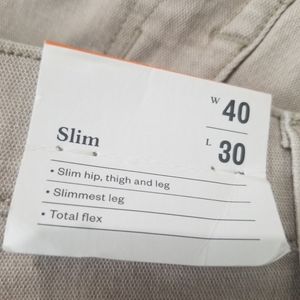 Slim
W 40
L 30
• Slim hip, thigh and leg
• Slimmest leg
• Total flex